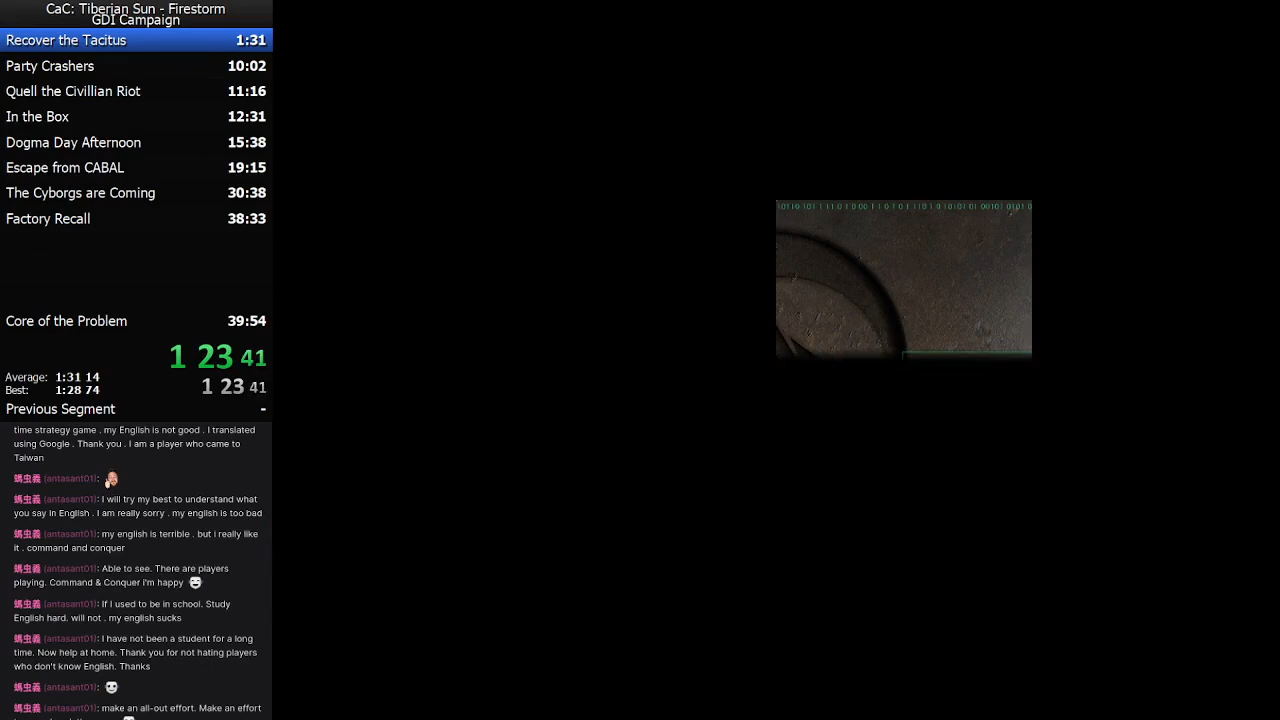 CaC: Tiberian Sun - Firestorm
GDI Campaign
Recover the Tacitus 1:31
Party Crashers 10:02
Quell the Civillian Riot 11:16
In the Box 12:31
Dogma Day Afternoon 15:38
Escape from CABAL 19:15
The Cyborgs are Coming 30:38
Factory Recall 38:33
Core of the Problem 39:54
1 23 41
Average: 1:31 14
Best: 1:28 74
1 23 41
Previous Segment -
time strategy game . my English is not good . I translated
using Google . Thank you . I am a player who came to
Taiwan
螞虫義 (antasant01):
螞虫義 (antasant01): I will try my best to understand what
you say in English . I am really sorry . my english is too bad
螞虫義 (antasant01): my english is terrible . but i really like
it . command and conquer
螞虫義 (antasant01): Able to see. There are players
playing. Command & Conquer i'm happy
螞虫義 (antasant01): If I used to be in school. Study
English hard. will not . my english sucks
螞虫義 (antasant01): I have not been a student for a long
time. Now help at home. Thank you for not hating players
who don't know English. Thanks
螞虫義 (antasant01):
螞虫義 (antasant01): make an all-out effort. Make an effort